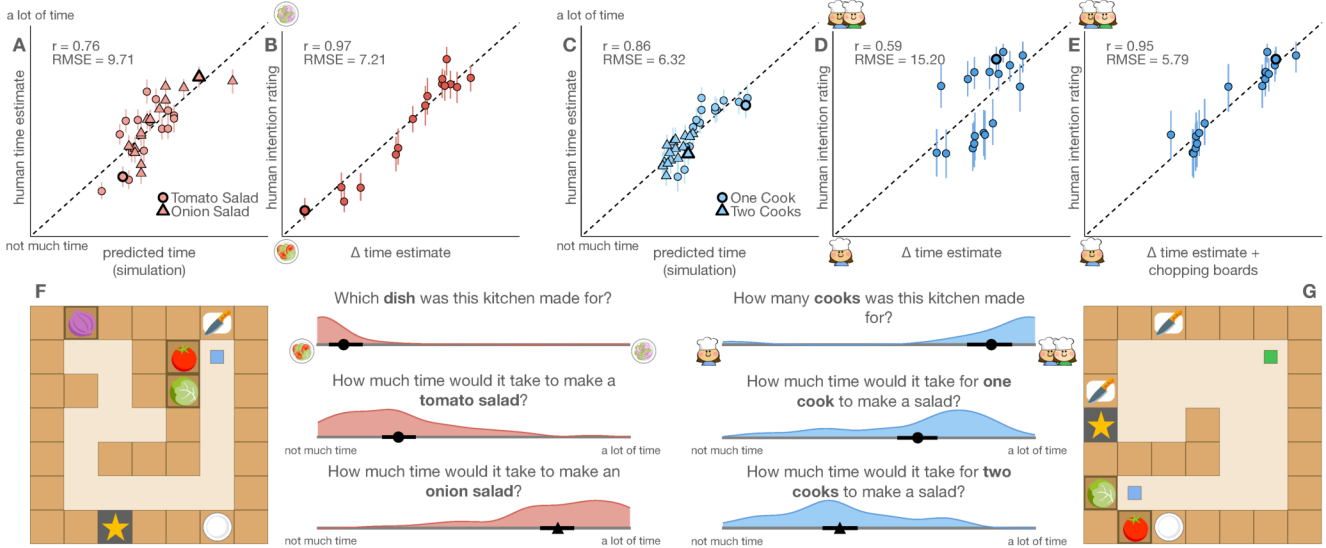 a lot of time
A
r = 0.76
RMSE = 9.71
human time estimate
Tomato Salad
Onion Salad
not much time
predicted time
(simulation)
B
r = 0.97
RMSE = 7.21
human intention rating
Δ time estimate
a lot of time
C
r = 0.86
RMSE = 6.32
human time estimate
One Cook
Two Cooks
not much time
predicted time
(simulation)
D
r = 0.59
RMSE = 15.20
human intention rating
Δ time estimate
E
r = 0.95
RMSE = 5.79
human intention rating
Δ time estimate +
chopping boards
F
Which dish was this kitchen made for?
How much time would it take to make a
tomato salad?
not much time
a lot of time
How much time would it take to make an
onion salad?
not much time
a lot of time
How many cooks was this kitchen made
for?
How much time would it take for one
cook to make a salad?
not much time
a lot of time
How much time would it take for two
cooks to make a salad?
not much time
a lot of time
G